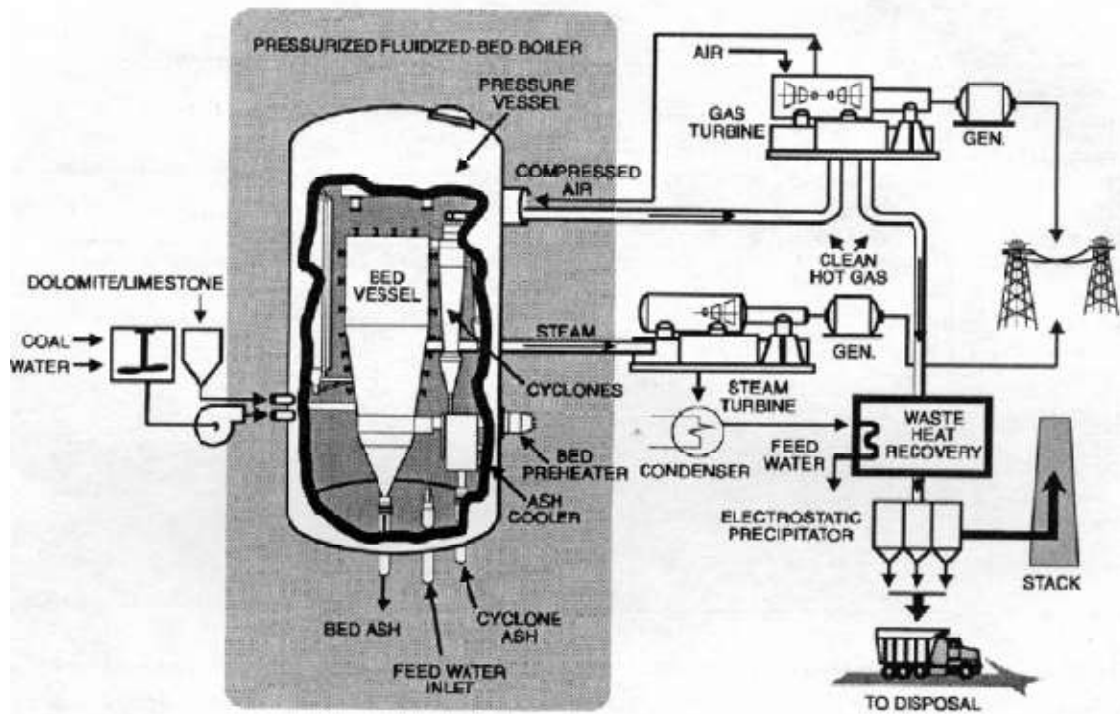 PRESSURIZED FLUIDIZED-BED BOILER
PRESSURE
VESSEL
AIR
GAS
TURBINE
GEN.
COMPRESSED
AIR
CLEAN
HOT GAS
DOLOMITE/LIMESTONE
BED
VESSEL
COAL
WATER
STEAM
GEN.
CYCLONES
STEAM
TURBINE
WASTE
HEAT
RECOVERY
FEED
WATER
CONDENSER
BED
PREHEATER
ASH
COOLER
ELECTROSTATIC
PRECIPITATOR
STACK
BED ASH
CYCLONE
ASH
FEED WATER
INLET
TO DISPOSAL